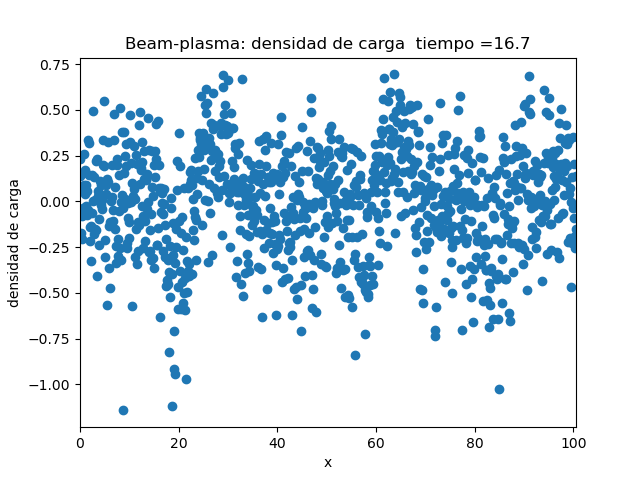 Beam-plasma: densidad de carga  tiempo =16.7
densidad de carga
0.75
0.50
0.25
0.00
−0.25
−0.50
−0.75
−1.00
0 20 40 60 80 100
x